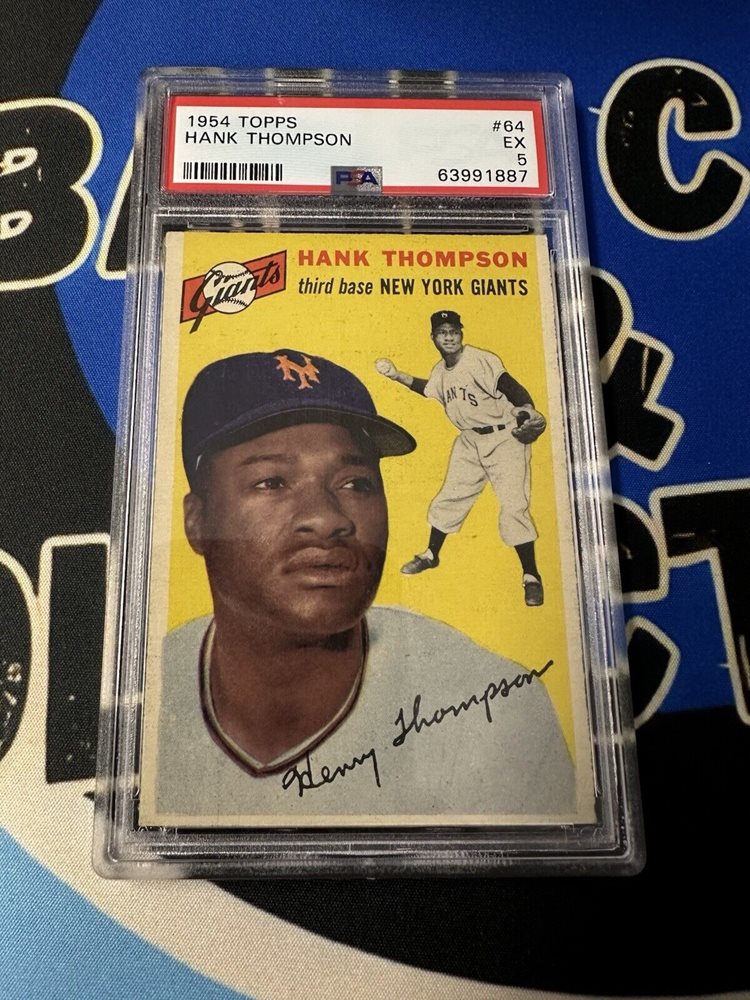 1954 TOPPS #64
HANK THOMPSON EX
5
PSA 63991887
Giants
HANK THOMPSON
third base NEW YORK GIANTS
NY
ANTS
Henry Thompson
&